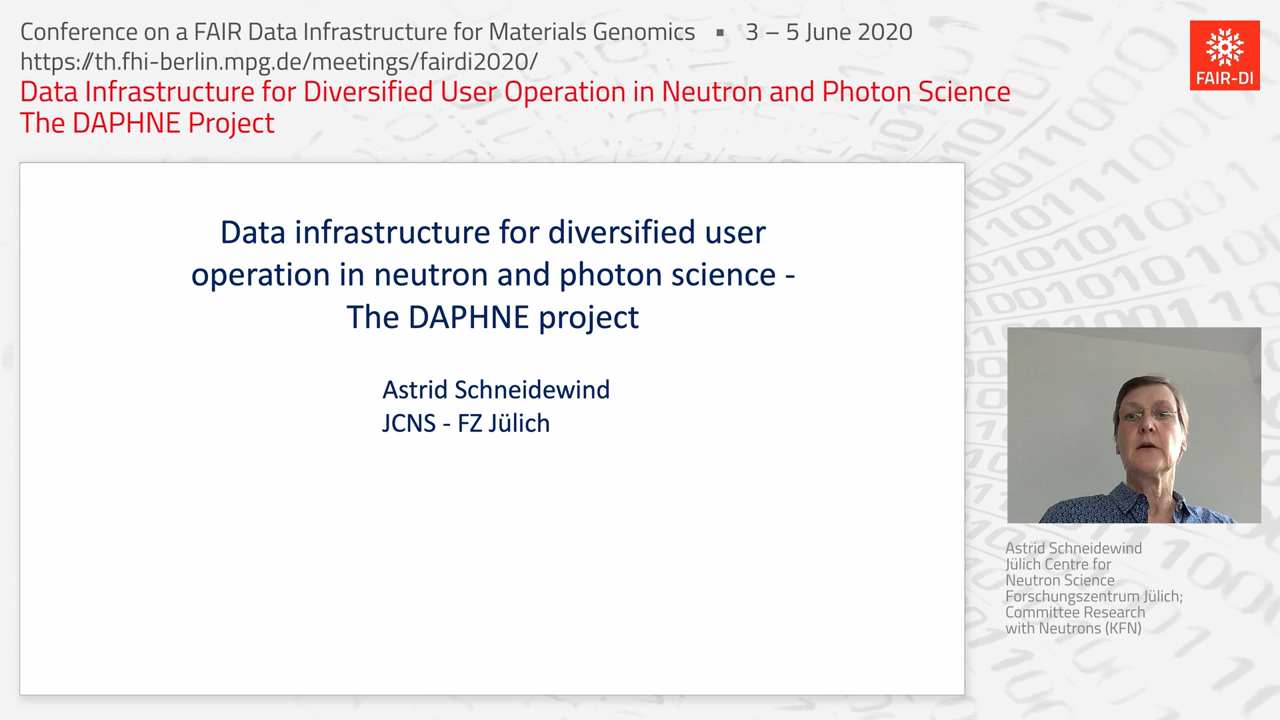 Conference on a FAIR Data Infrastructure for Materials Genomics ▪ 3 – 5 June 2020
https://th.fhi-berlin.mpg.de/meetings/fairdi2020/
Data Infrastructure for Diversified User Operation in Neutron and Photon Science
The DAPHNE Project
FAIR-DI
Data infrastructure for diversified user
operation in neutron and photon science -
The DAPHNE project
Astrid Schneidewind
JCNS - FZ Jülich
Astrid Schneidewind
Jülich Centre for
Neutron Science
Forschungszentrum Jülich;
Committee Research
with Neutrons (KFN)